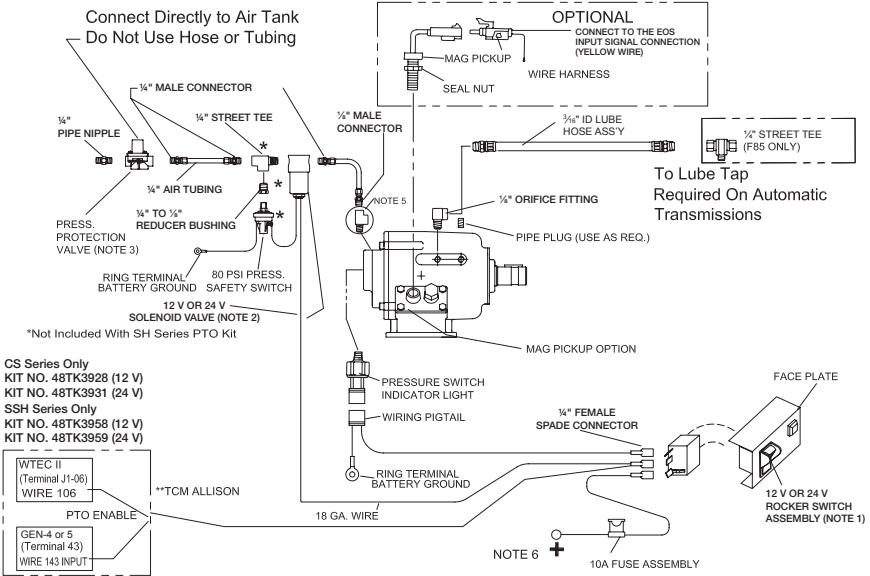 Connect Directly to Air Tank
Do Not Use Hose or Tubing
OPTIONAL
CONNECT TO THE EOS
INPUT SIGNAL CONNECTION
(YELLOW WIRE)
MAG PICKUP
WIRE HARNESS
SEAL NUT
¼" MALE CONNECTOR
¼"
PIPE NIPPLE
¼" STREET TEE
*
⅛" MALE
CONNECTOR
3⁄16" ID LUBE
HOSE ASS'Y
¼" STREET TEE
(F85 ONLY)
To Lube Tap
Required On Automatic
Transmissions
¼" AIR TUBING
*
NOTE 5
⅛" ORIFICE FITTING
¼" TO ⅛"
REDUCER BUSHING
*
PRESS.
PROTECTION
VALVE (NOTE 3)
PIPE PLUG (USE AS REQ.)
RING TERMINAL
BATTERY GROUND
80 PSI PRESS.
SAFETY SWITCH
12 V OR 24 V
SOLENOID VALVE (NOTE 2)
*Not Included With SH Series PTO Kit
MAG PICKUP OPTION
CS Series Only
KIT NO. 48TK3928 (12 V)
KIT NO. 48TK3931 (24 V)
SSH Series Only
KIT NO. 48TK3958 (12 V)
KIT NO. 48TK3959 (24 V)
PRESSURE SWITCH
INDICATOR LIGHT
WIRING PIGTAIL
FACE PLATE
¼" FEMALE
SPADE CONNECTOR
WTEC II
(Terminal J1-06)
WIRE 106
**TCM ALLISON
RING TERMINAL
BATTERY GROUND
12 V OR 24 V
ROCKER SWITCH
ASSEMBLY (NOTE 1)
PTO ENABLE
18 GA. WIRE
GEN-4 or 5
(Terminal 43)
WIRE 143 INPUT
NOTE 6 +
10A FUSE ASSEMBLY